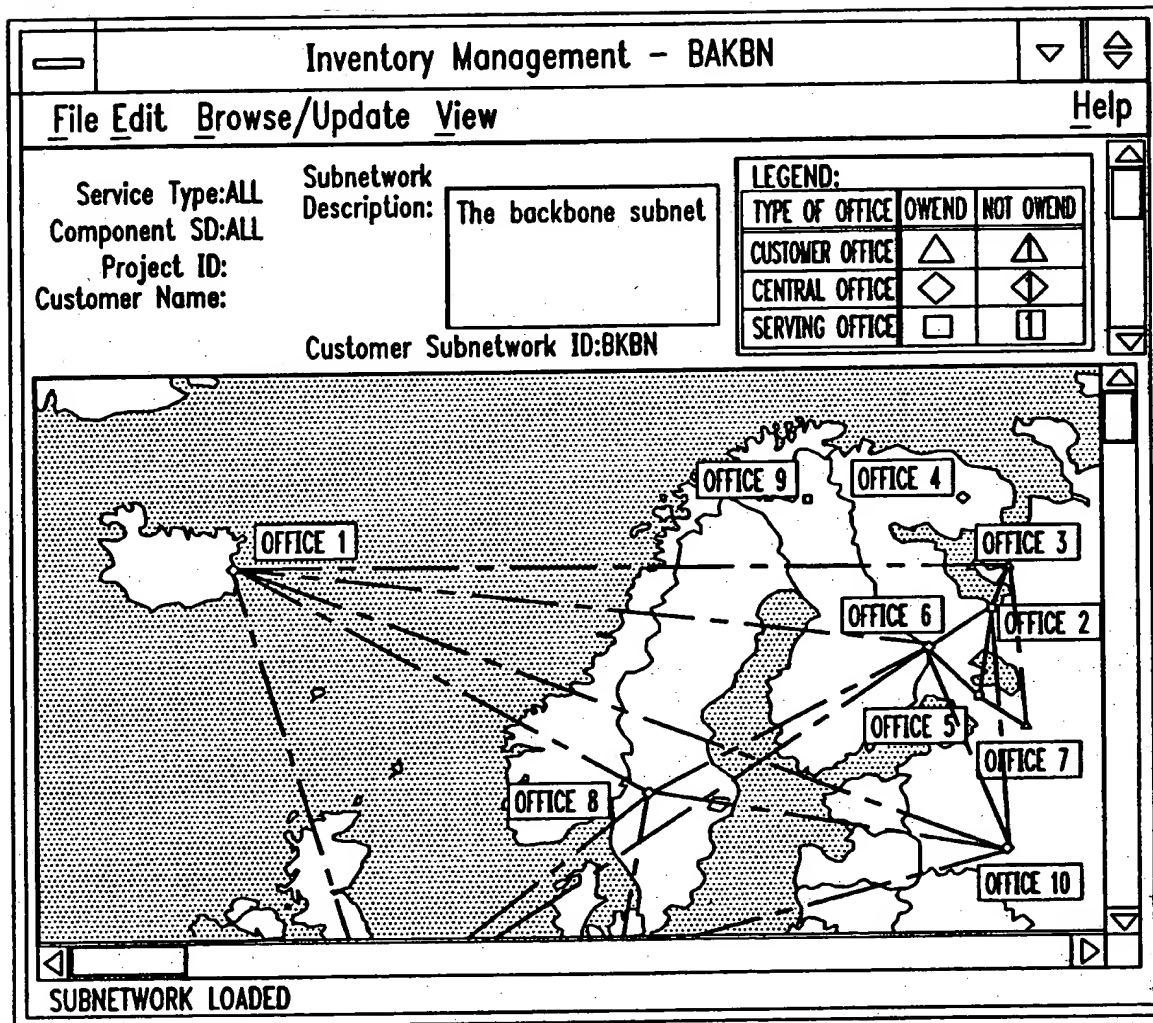 Inventory Management - BAKBN
File Edit Browse/Update View Help
Service Type:ALL
Component SD:ALL
Project ID:
Customer Name:
Subnetwork
Description:
The backbone subnet
Customer Subnetwork ID:BKBN
LEGEND:
TYPE OF OFFICE OWEND NOT OWEND
CUSTOMER OFFICE
CENTRAL OFFICE
SERVING OFFICE
OFFICE 9
OFFICE 4
OFFICE 1
OFFICE 3
OFFICE 6
OFFICE 2
OFFICE 5
OFFICE 7
OFFICE 8
OFFICE 10
SUBNETWORK LOADED